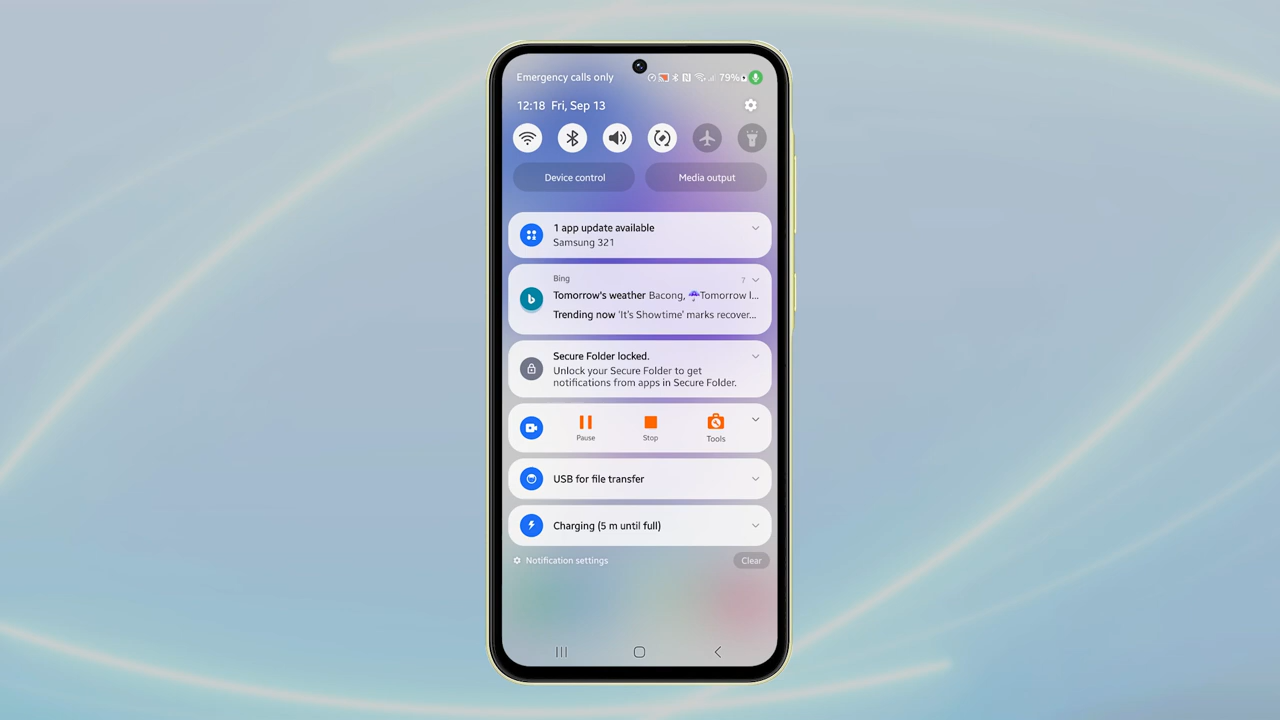 Emergency calls only 79%
12:18 Fri, Sep 13
Device control Media output
1 app update available
Samsung 321
Bing 7
Tomorrow's weather Bacong, ☔Tomorrow I...
Trending now 'It's Showtime' marks recover...
Secure Folder locked.
Unlock your Secure Folder to get
notifications from apps in Secure Folder.
Pause Stop Tools
USB for file transfer
Charging (5 m until full)
Notification settings Clear